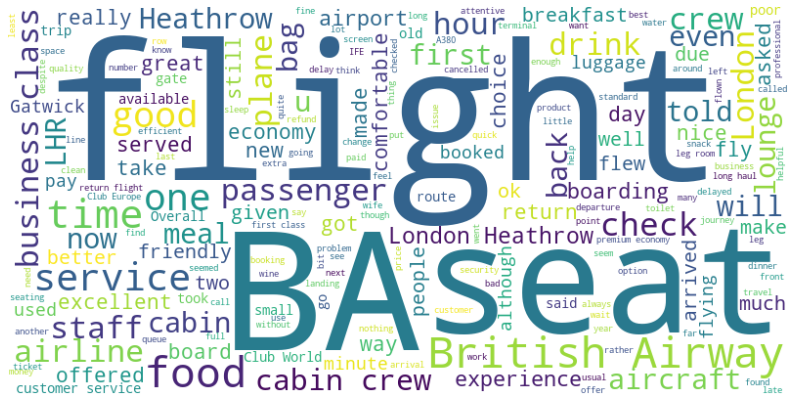 flight
BA
seat
British Airway
food
service
time
one
staff
airline
cabin crew
passenger
check
good
business class
LHR
Heathrow
London Heathrow
London
lounge
crew
drink
hour
first
plane
bag
back
told
even
will
aircraft
experience
meal
now
cabin
return
boarding
economy
airport
really
breakfast
luggage
asked
due
day
well
nice
fly
flew
booked
choice
comfortable
made
new
still
u
great
served
take
available
Gatwick
trip
gate
pay
friendly
better
excellent
two
used
took
offered
board
customer service
Club World
Club Europe
Overall
given
got
people
small
minute
way
although
said
arrived
flying
much
make
ok
route
old
return flight
first class
premium economy
leg room
long haul
business
attentive
terminal
A380
IFE
screen
checked
cancelled
delay
think
thing
quite
refund
sleep
number
know
row
fine
lot
long
best
water
want
enough
around
left
called
flown
professional
poor
least
space
despite
quality
line
efficient
last
clean
extra
going
paid
change
feel
put
issue
product
standard
little
quick
help
snack
helpful
delayed
many
departure
point
toilet
journey
wife
say
though
find
seemed
need
seating
another
queue
ticket
money
full
call
without
use
wine
booking
landing
problem
see
bit
next
go
price
nothing
customer
arrival
security
bad
went
seem
option
leg
dinner
front
travel
always
wait
year
far
rather
work
usual
offer
found
late